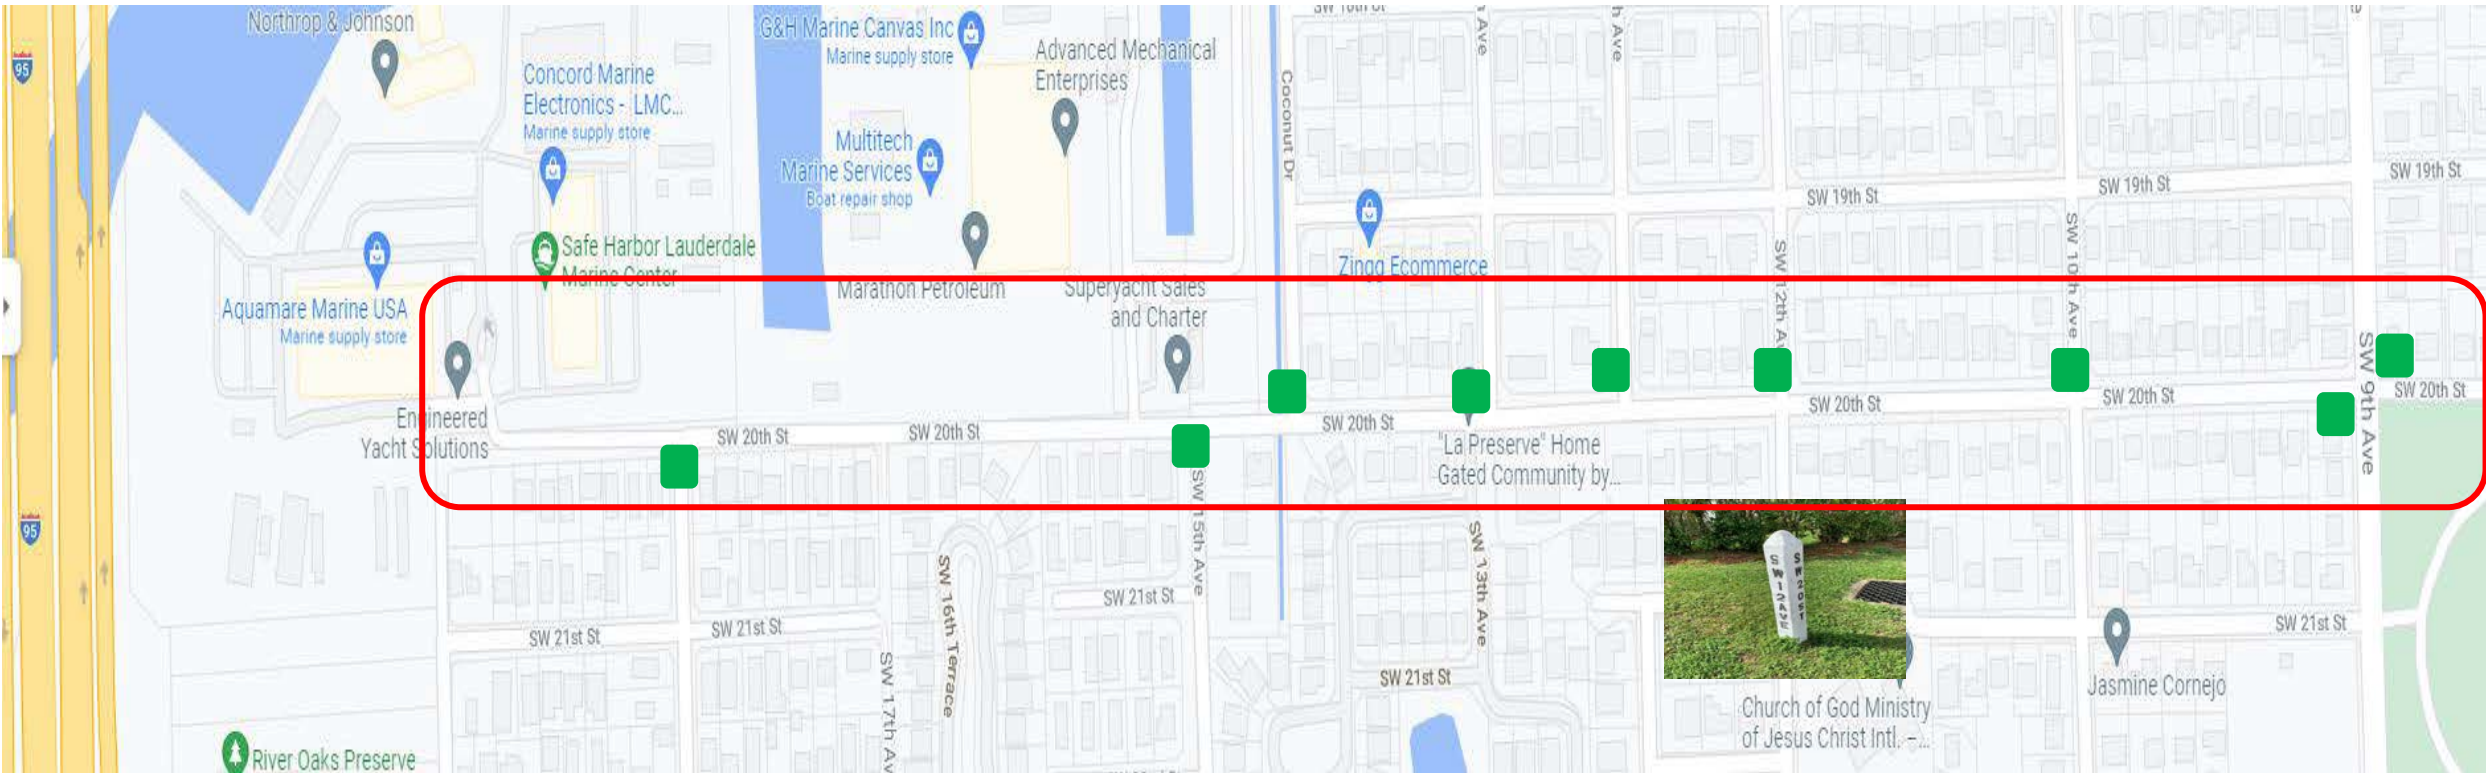 Northrop & Johnson
95
Concord Marine
Electronics - LMC...
Marine supply store
G&H Marine Canvas Inc
Marine supply store
Advanced Mechanical
Enterprises
Multitech
Marine Services
Boat repair shop
Coconut Dr
h Ave
SW 19th St
SW 19th St
SW 19th St
Safe Harbor Lauderdale
Marine Center
Aquamare Marine USA
Marine supply store
Marathon Petroleum
Superyacht Sales
and Charter
Zingg Ecommerce
SW 12th Av
SW 10th Ave
SW 9th Ave
Engineered
Yacht Solutions
SW 20th St
SW 20th St
SW 20th St
SW 20th St
SW 20th St
SW 20th St
"La Preserve" Home
Gated Community by...
95
SW 15th Ave
SW 16th Terrace
SW 13th Ave
SW 12 AVE
SW 20 ST
SW 21st St
SW 21st St
SW 21st St
SW 21st St
SW 21st St
SW 17th Av
River Oaks Preserve
Church of God Ministry
of Jesus Christ Intl. –...
Jasmine Cornejo